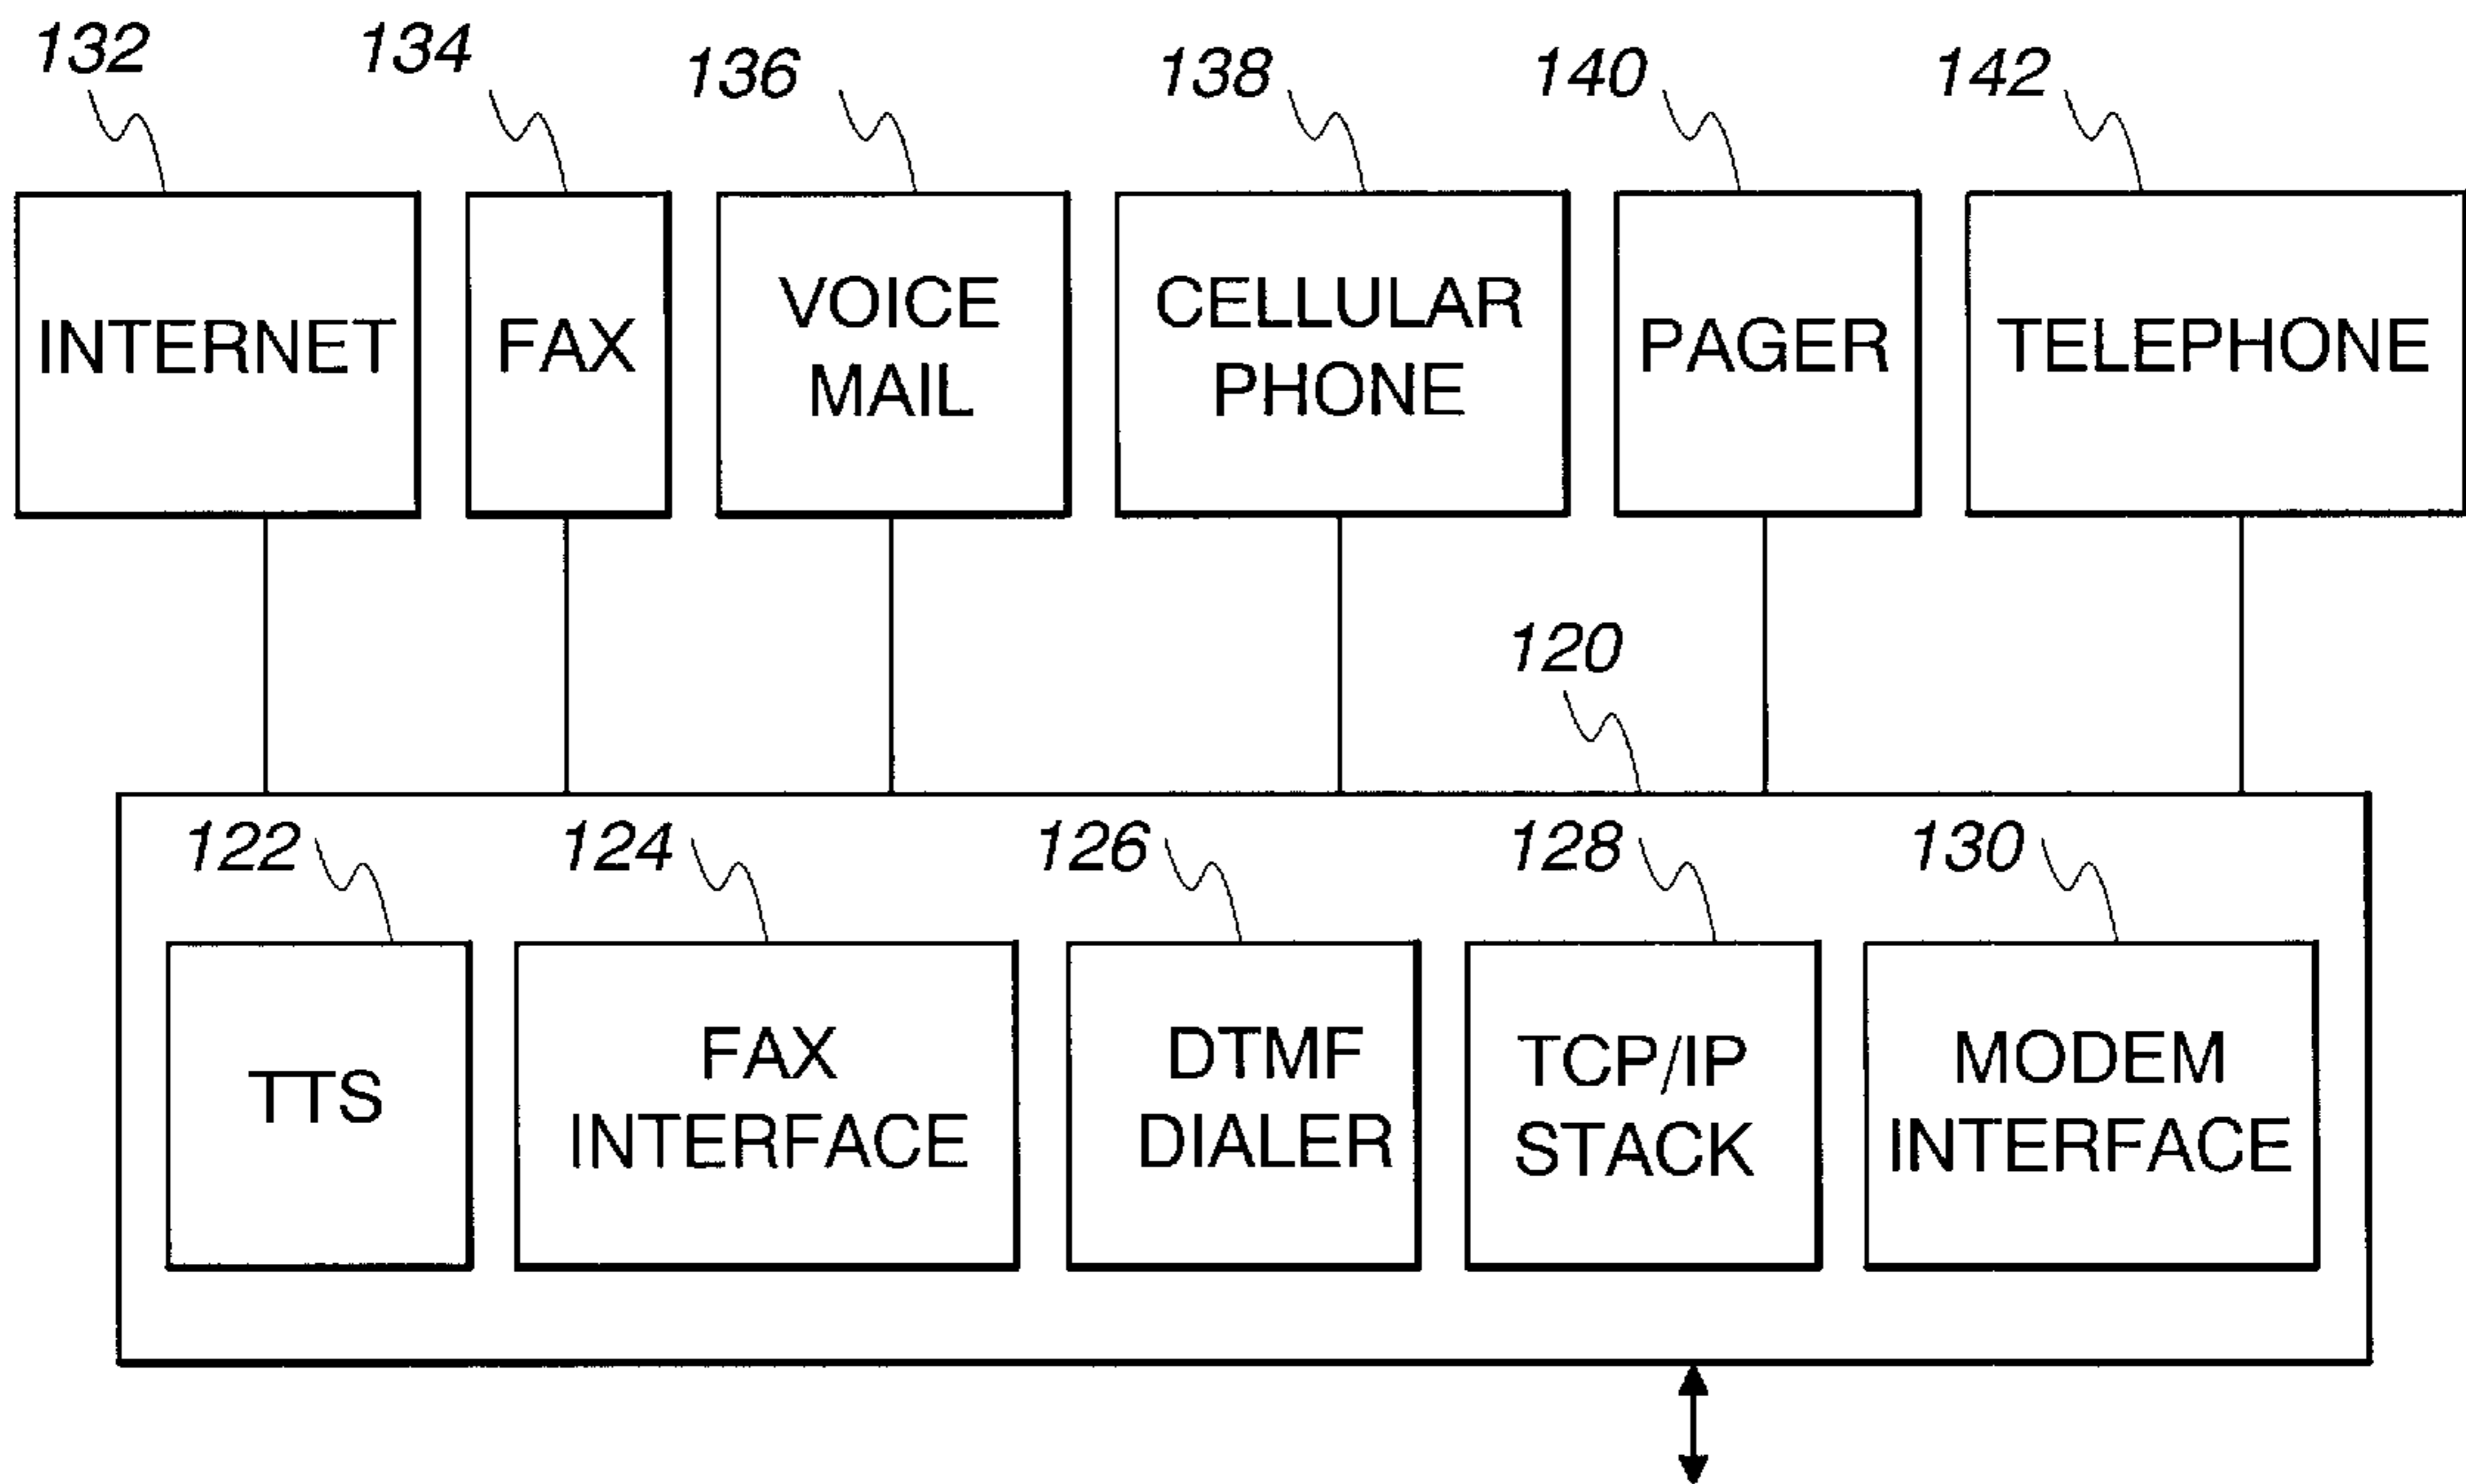 132
134
136
138
140
142
INTERNET
FAX
VOICE
MAIL
CELLULAR
PHONE
PAGER
TELEPHONE
120
122
124
126
128
130
TTS
FAX
INTERFACE
DTMF
DIALER
TCP/IP
STACK
MODEM
INTERFACE